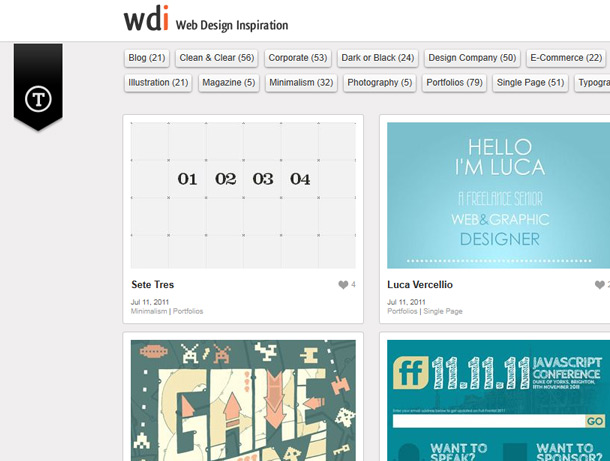 wdi Web Design Inspiration
Blog (21) Clean & Clear (56) Corporate (53) Dark or Black (24) Design Company (50) E-Commerce (22)
Illustration (21) Magazine (5) Minimalism (32) Photography (5) Portfolios (79) Single Page (51) Typogra
T
01 02 03 04
HELLO
I'M LUCA
A FREELANCE SENIOR
WEB&GRAPHIC
DESIGNER
Sete Tres 4
Jul 11, 2011
Minimalism | Portfolios
Luca Vercellio
Jul 11, 2011
Portfolios | Single Page
GAME
ff 11.11.11 JAVASCRIPT
CONFERENCE
DUKE OF YORKS, BRIGHTON,
11TH NOVEMBER 2011
GO
WANT TO
SPEAK?
WANT TO
SPONSOR?